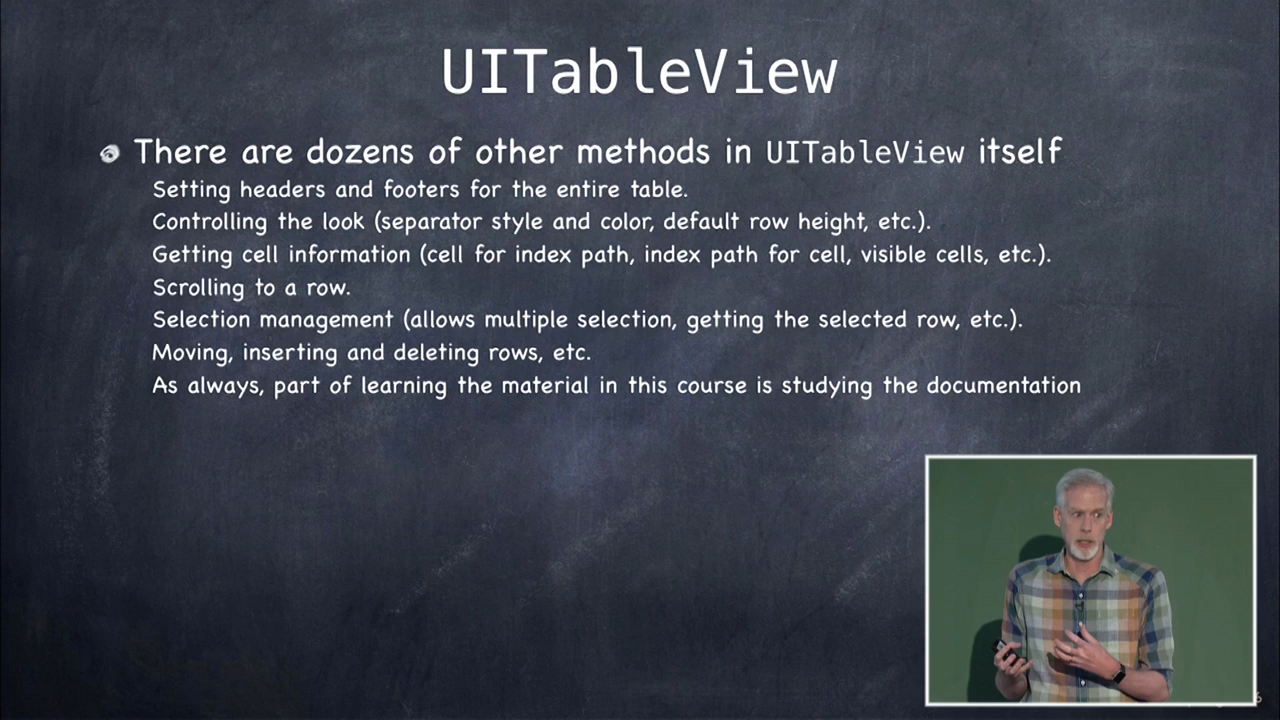 UITableView
There are dozens of other methods in UITableView itself
Setting headers and footers for the entire table.
Controlling the look (separator style and color, default row height, etc.).
Getting cell information (cell for index path, index path for cell, visible cells, etc.).
Scrolling to a row.
Selection management (allows multiple selection, getting the selected row, etc.).
Moving, inserting and deleting rows, etc.
As always, part of learning the material in this course is studying the documentation